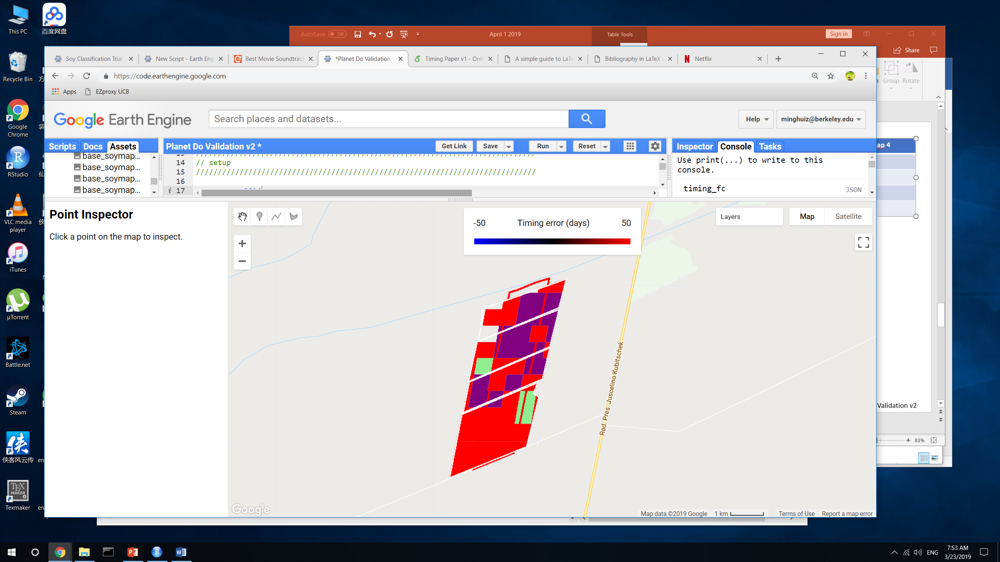 This PC
百度网盘
Recycle Bin
Google Chrome
RStudio
VLC media player
iTunes
µTorrent
Battle.net
Steam
侠客风云传
Texmaker
TEX
MAKER
AutoSave Off
April 1 2019
Table Tools
Sign in
Share
Group
Rotate
Soy Classification Trial
New Script - Earth Eng
Best Movie Soundtrack
*Planet Do Validation v
Timing Paper v1 - Onli
A simple guide to LaTe
Bibliography in LaTeX
Netflix
https://code.earthengine.google.com
Apps
EZproxy UCB
Google Earth Engine
Search places and datasets...
Help
minghuiz@berkeley.edu
Scripts Docs Assets
base_soymap...
base_soymap...
base_soymap...
base_soymap...
Planet Do Validation v2 *
Get Link Save Run Reset
14 // setup
15 //////////////////////////////////////////////////////////////////////////////
16
i 17
Inspector Console Tasks
Use print(...) to write to this
console.
timing_fc
JSON
Point Inspector
Click a point on the map to inspect.
-50 Timing error (days) 50
Layers
Map Satellite
Rod. Pres. Juscelino Kubitschek
Google
Map data ©2019 Google 1 km Terms of Use Report a map error
ap 4
Validation v2
83%
ENG
7:53 AM
3/23/2019